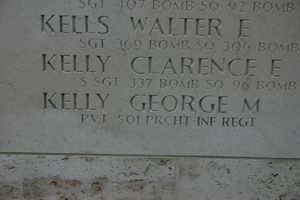 SGT 407 BOMB SQ 92 BOMB
KELLS WALTER E
SGT 369 BOMB SQ 306 BOMB
KELLY CLARENCE E
S SGT 337 BOMB SQ 96 BOMB
KELLY GEORGE M
PVT 501 PRCHT INF REGT